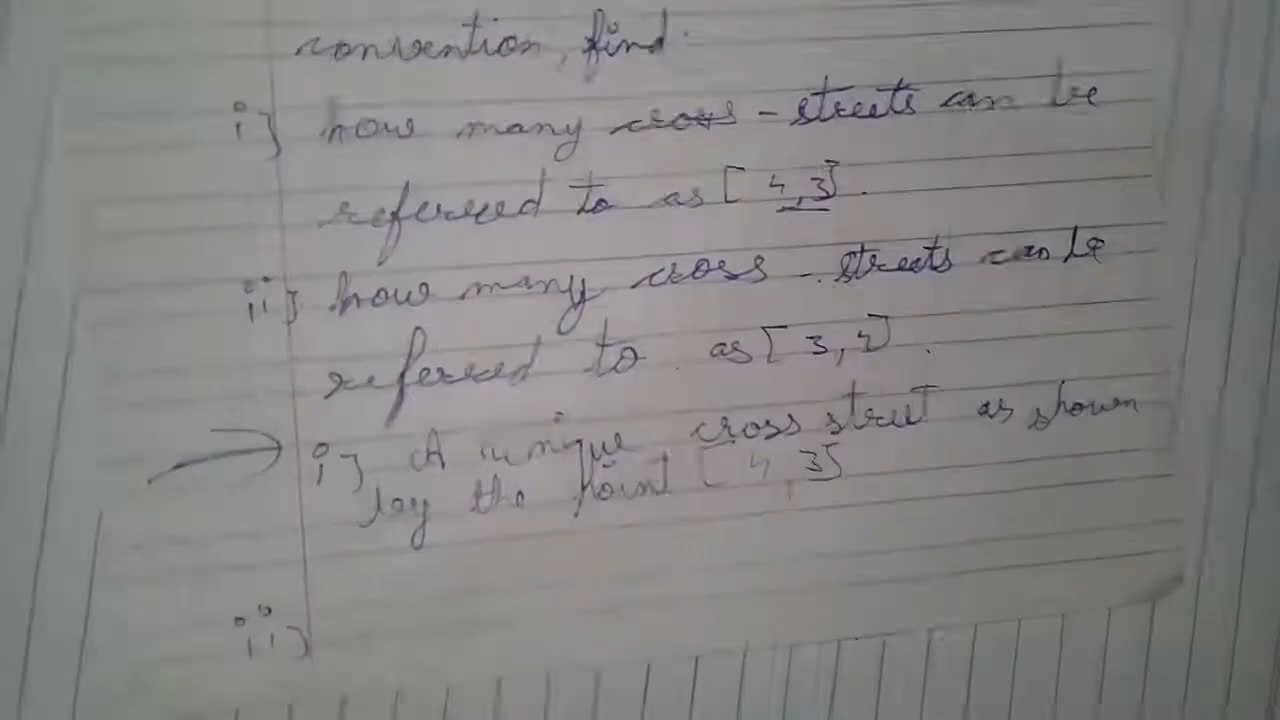 convention, find.
i) how many cross - streets can be
referred to as [4,3].
ii) how many cross - streets can be
referred to as [3,4].
→ i) A unique cross street as shown
by the point [4,3]
ii)